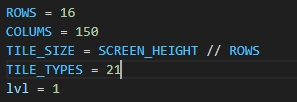 ROWS = 16
COLUMS = 150
TILE_SIZE = SCREEN_HEIGHT // ROWS
TILE_TYPES = 21
lvl = 1